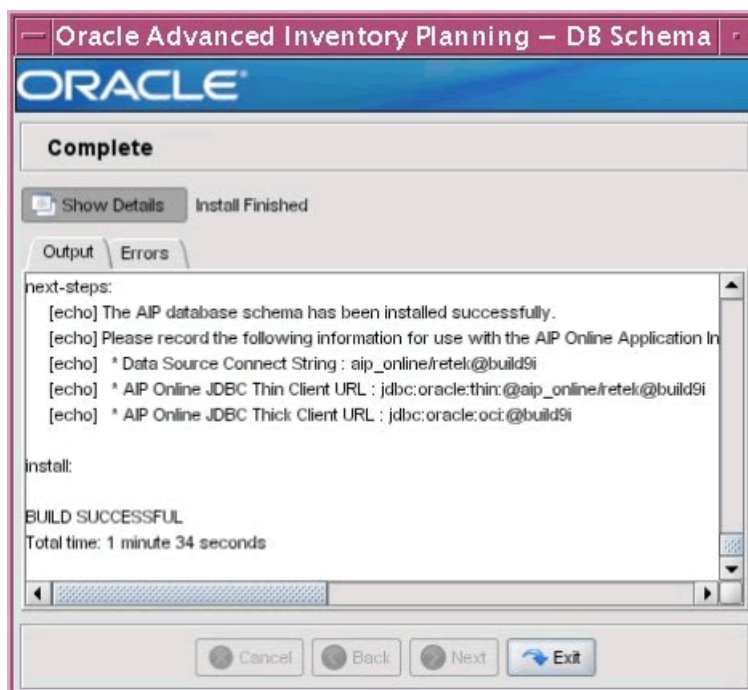 Oracle Advanced Inventory Planning – DB Schema
ORACLE®
Complete
Show Details Install Finished
Output Errors
next-steps:
[echo] The AIP database schema has been installed successfully.
[echo] Please record the following information for use with the AIP Online Application In
[echo] * Data Source Connect String : aip_online/retek@build9i
[echo] * AIP Online JDBC Thin Client URL : jdbc:oracle:thin:@aip_online/retek@build9i
[echo] * AIP Online JDBC Thick Client URL : jdbc:oracle:oci:@build9i
install:
BUILD SUCCESSFUL
Total time: 1 minute 34 seconds
Cancel Back Next Exit